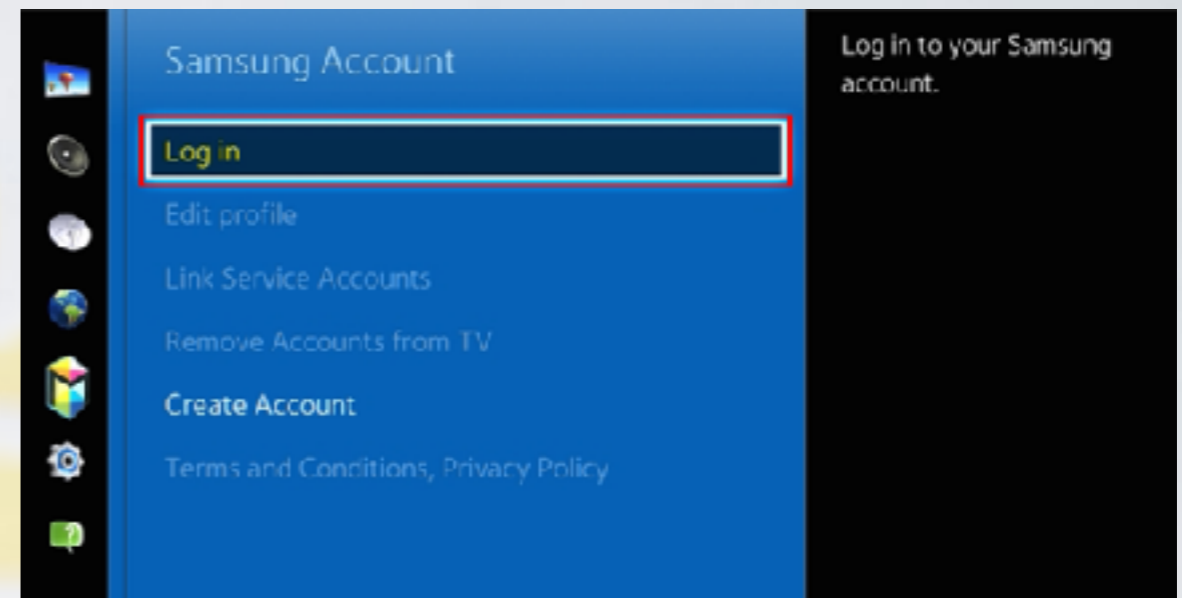 Samsung Account
Log in
Edit profile
Link Service Accounts
Remove Accounts from TV
Create Account
Terms and Conditions, Privacy Policy
Log in to your Samsung
account.